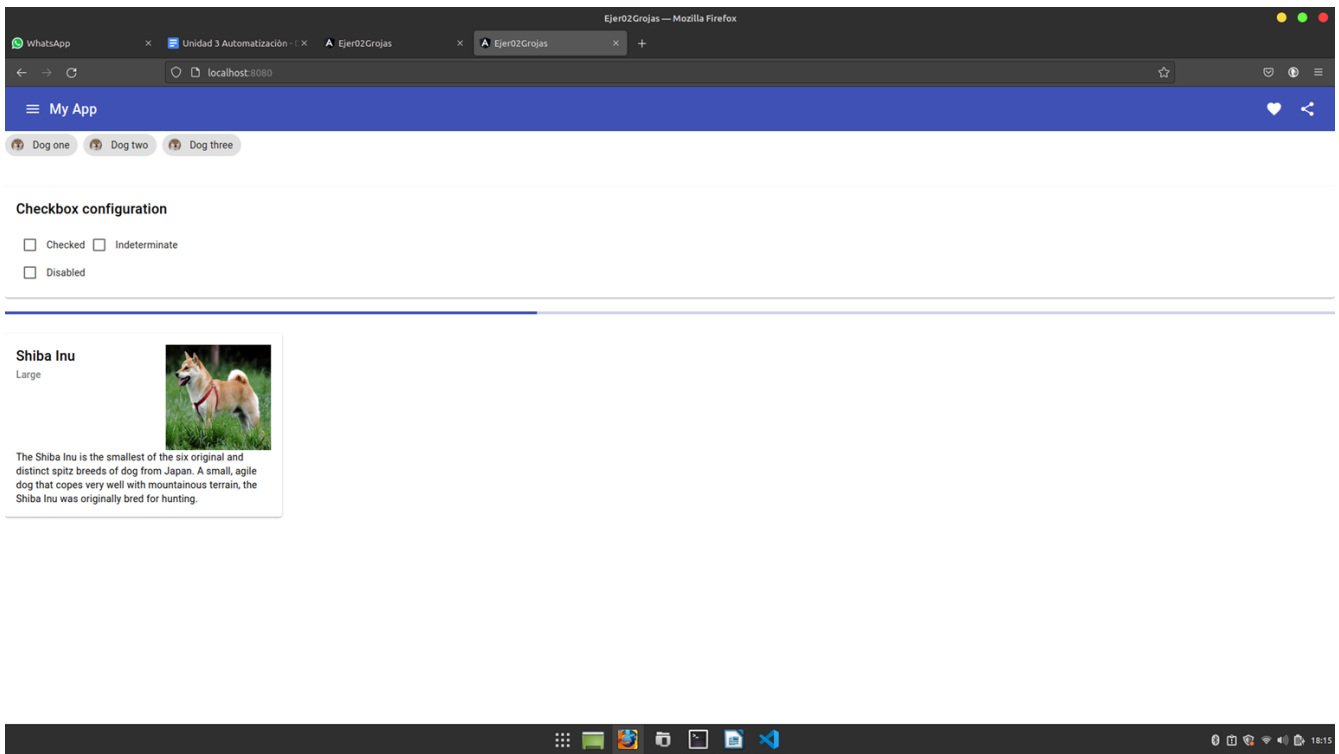 Ejer02Grojas — Mozilla Firefox
WhatsApp
Unidad 3 Automatización -
Ejer02Grojas
Ejer02Grojas
localhost:8080
My App
Dog one
Dog two
Dog three
Checkbox configuration
Checked
Indeterminate
Disabled
Shiba Inu
Large
The Shiba Inu is the smallest of the six original and
distinct spitz breeds of dog from Japan. A small, agile
dog that copes very well with mountainous terrain, the
Shiba Inu was originally bred for hunting.
18:15